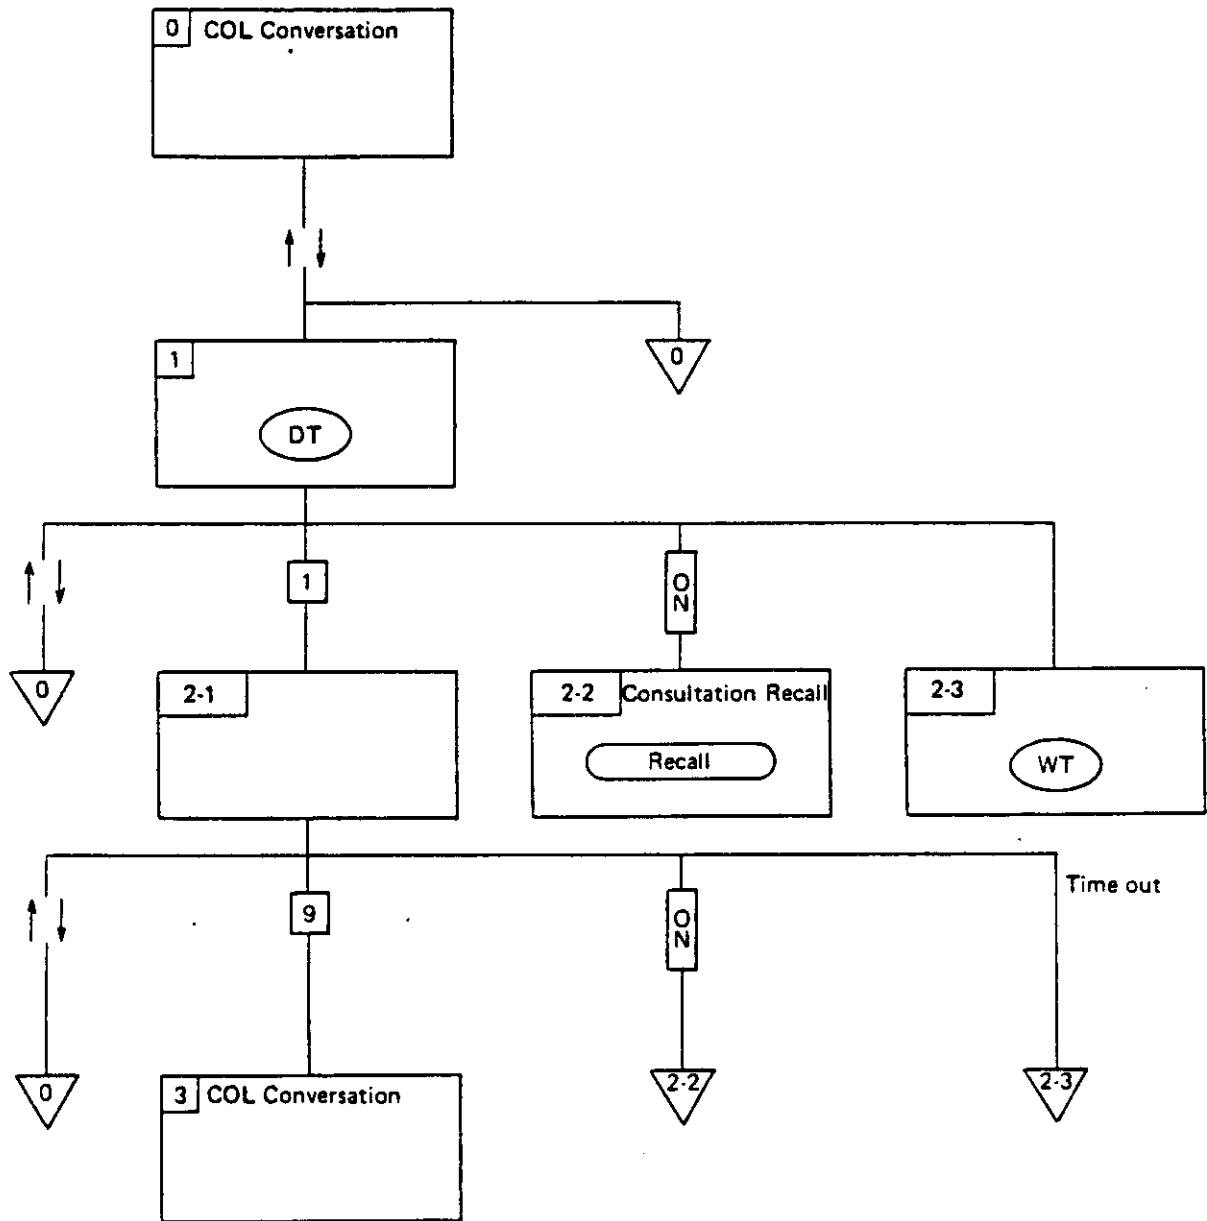 0 COL Conversation
1
0
DT
1
ON
0
2-1
2-2 Consultation Recall
2-3
Recall
WT
Time out
9
ON
0
3 COL Conversation
2-2
2-3